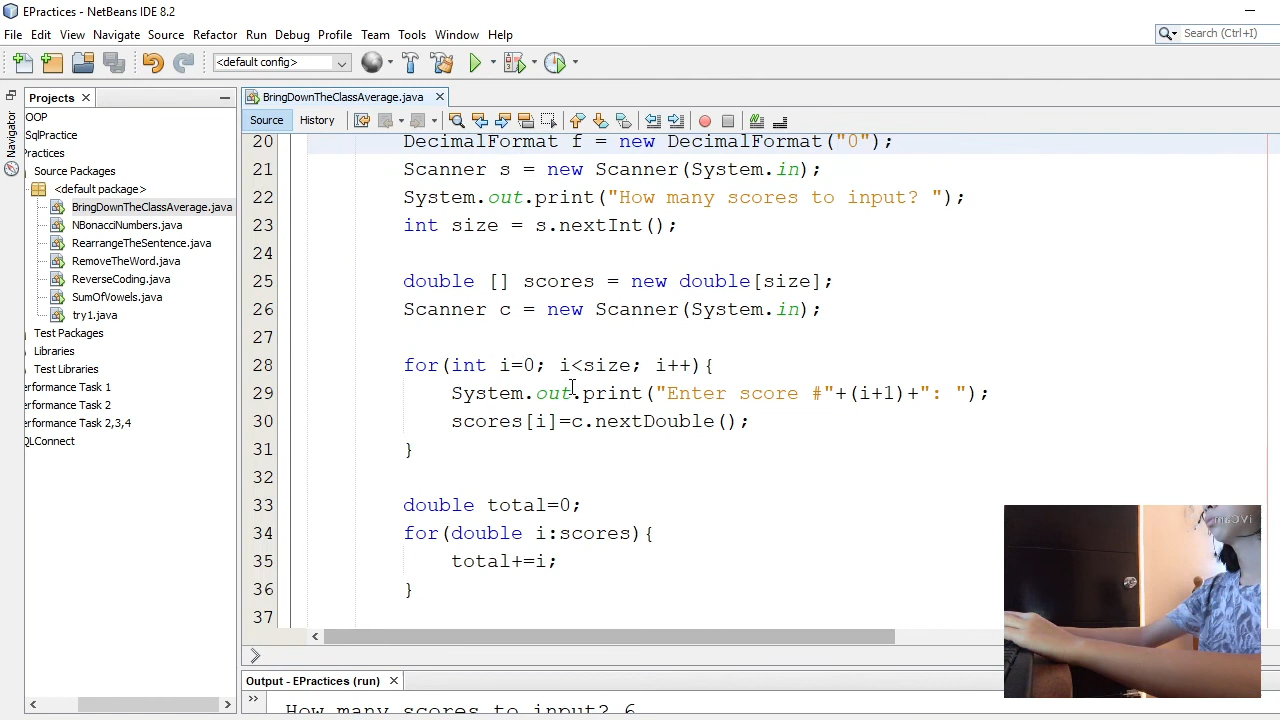 EPractices - NetBeans IDE 8.2
File Edit View Navigate Source Refactor Run Debug Profile Team Tools Window Help
Search (Ctrl+I)
<default config>
Projects
BringDownTheClassAverage.java
Navigator
OOP
SqlPractice
Practices
Source Packages
<default package>
BringDownTheClassAverage.java
NBonacciNumbers.java
RearrangeTheSentence.java
RemoveTheWord.java
ReverseCoding.java
SumOfVowels.java
try1.java
Test Packages
Libraries
Test Libraries
erformance Task 1
erformance Task 2
erformance Task 2,3,4
QLConnect
Source History
20 DecimalFormat f = new DecimalFormat("0");
21 Scanner s = new Scanner(System.in);
22 System.out.print("How many scores to input? ");
23 int size = s.nextInt();
24
25 double [] scores = new double[size];
26 Scanner c = new Scanner(System.in);
27
28 for(int i=0; i<size; i++){
29 System.out.print("Enter score #"+(i+1)+": ");
30 scores[i]=c.nextDouble();
31 }
32
33 double total=0;
34 for(double i:scores){
35 total+=i;
36 }
37
iVCam
Output - EPractices (run)
How many scores to input? 6